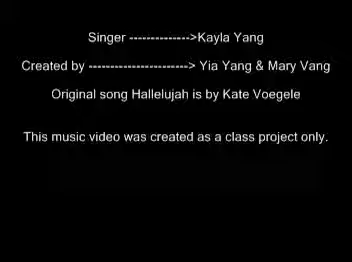 Singer -------------->Kayla Yang
Created by -----------------------> Yia Yang & Mary Vang
Original song Hallelujah is by Kate Voegele
This music video was created as a class project only.